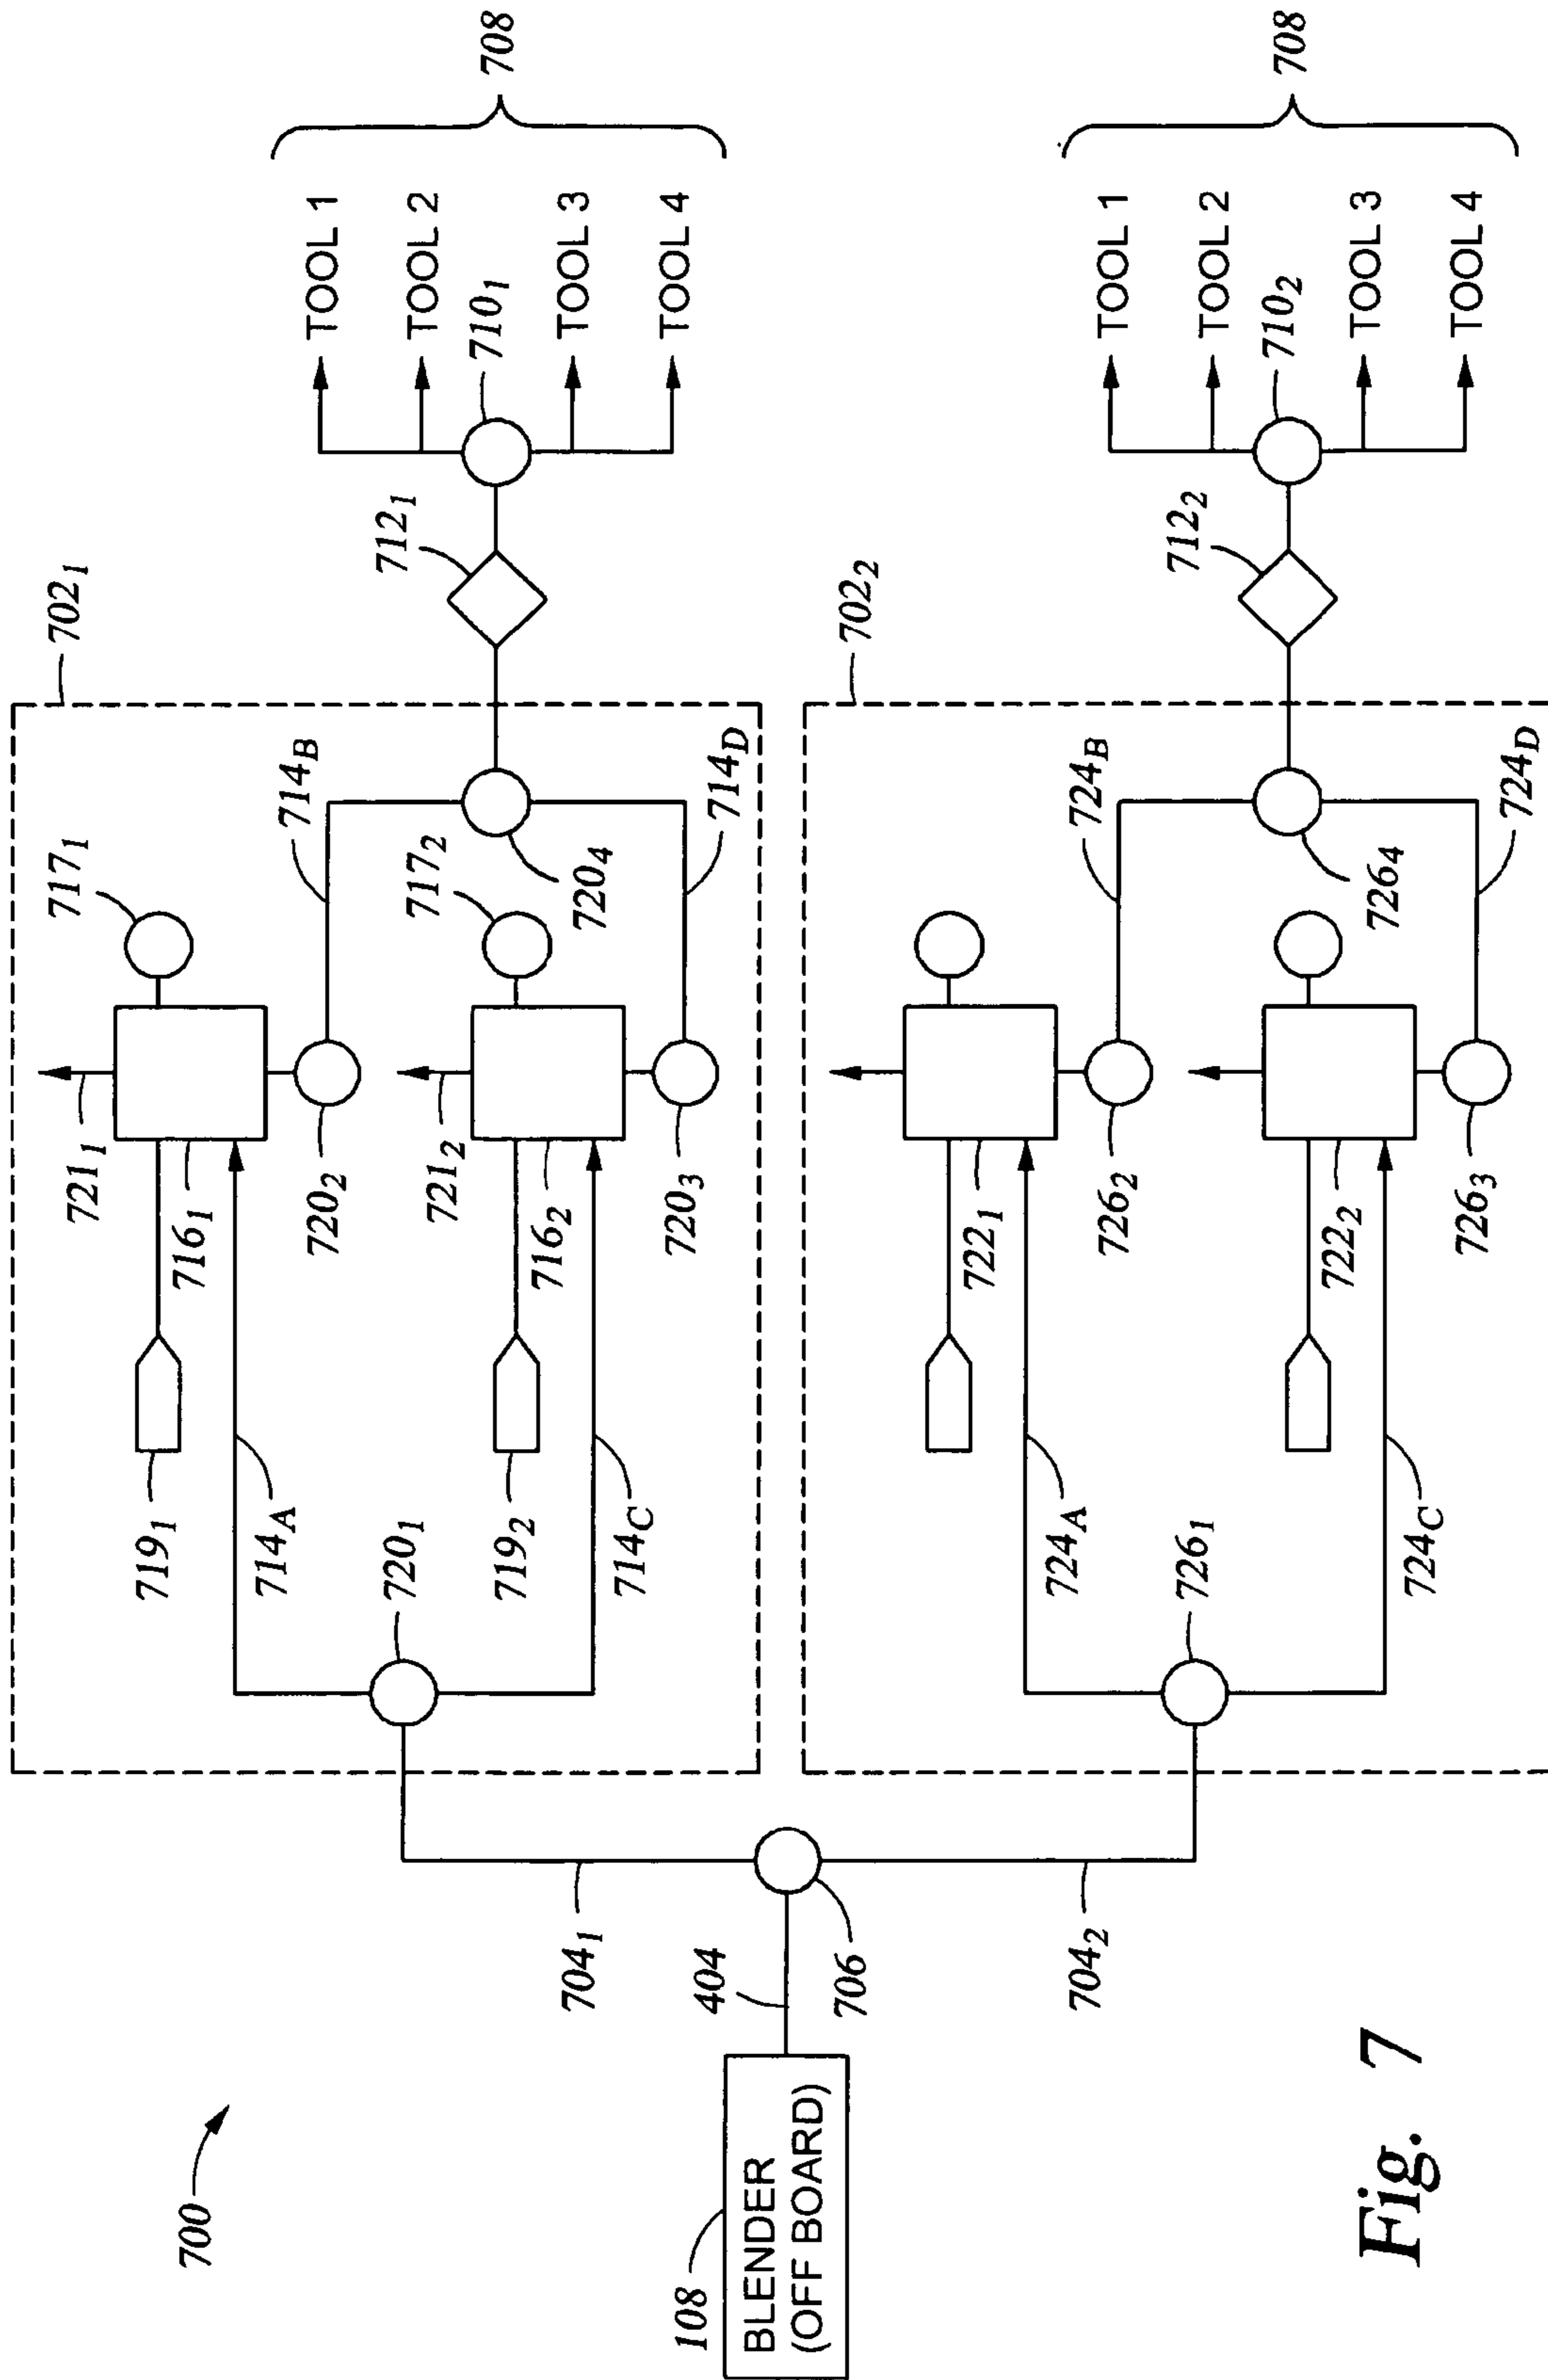 700
108
BLENDER
(OFF BOARD)
404
706
704₁
704₂
702₁
719₁
714A
720₁
721₁
716₁
717₁
720₂
714B
719₂
714C
721₂
716₂
717₂
720₃
720₄
714D
712₁
710₁
TOOL 1
TOOL 2
TOOL 3
TOOL 4
708
702₂
724A
726₁
722₁
726₂
724B
724C
722₂
726₃
726₄
724D
712₂
710₂
TOOL 1
TOOL 2
TOOL 3
TOOL 4
708
Fig. 7